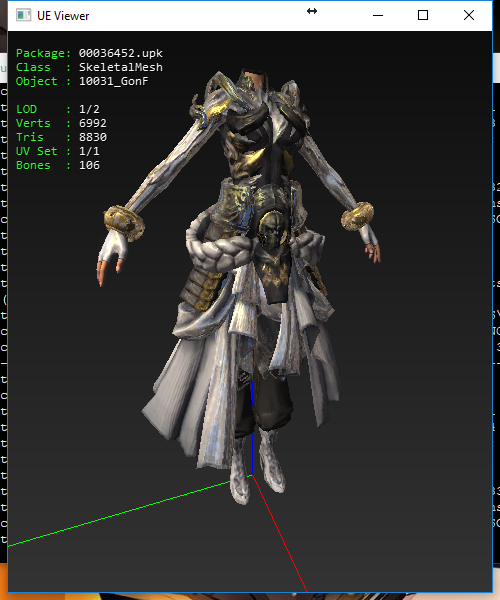 UE Viewer
Package: 00036452.upk
Class : SkeletalMesh
Object : 10031_GonF
LOD : 1/2
Verts : 6992
Tris : 8830
UV Set : 1/1
Bones : 106